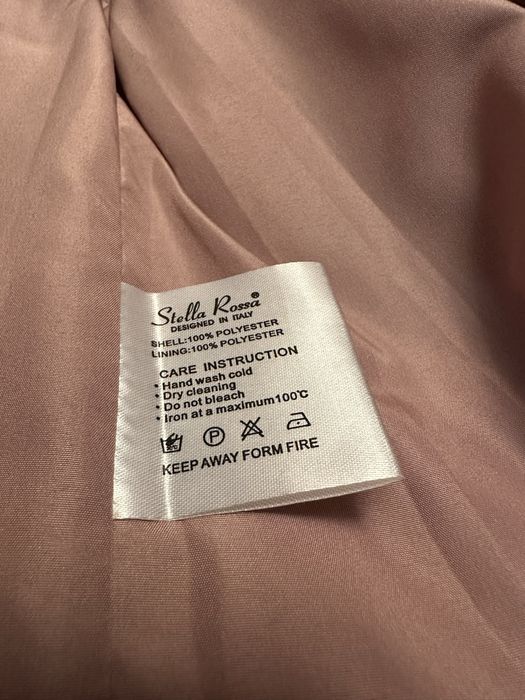 Stella Rossa®
DESIGNED IN ITALY
SHELL:100% POLYESTER
LINING:100% POLYESTER
CARE INSTRUCTION
• Hand wash cold
• Dry cleaning
• Do not bleach
• Iron at a maximum100℃
P
KEEP AWAY FORM FIRE